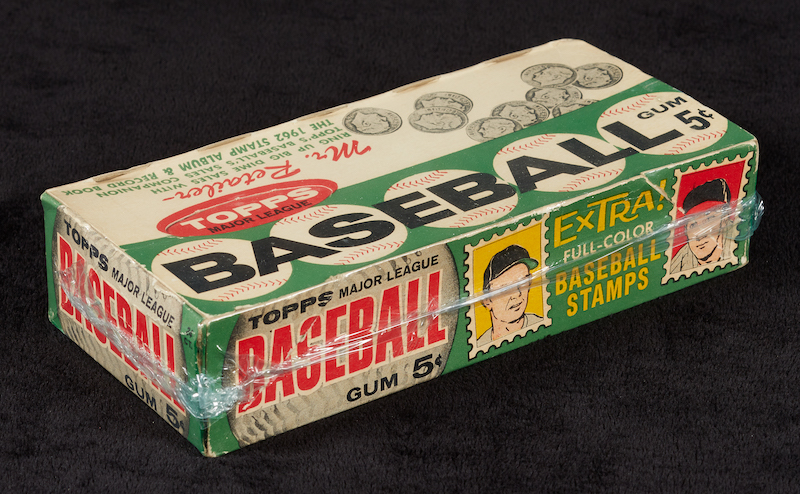 Mr. Retailer—
RING UP BIG DIME SALES WITH
TOPP'S BASEBALL'S SALES COMPANION
THE 1962 STAMP ALBUM & RECORD BOOK
TOPPS
MAJOR LEAGUE
BASEBALL
GUM
5¢
TOPPS MAJOR LEAGUE
BASEBALL
GUM 5
TOPPS MAJOR LEAGUE
BASEBALL
GUM 5¢
EXTRA!
FULL-COLOR
BASEBALL
STAMPS